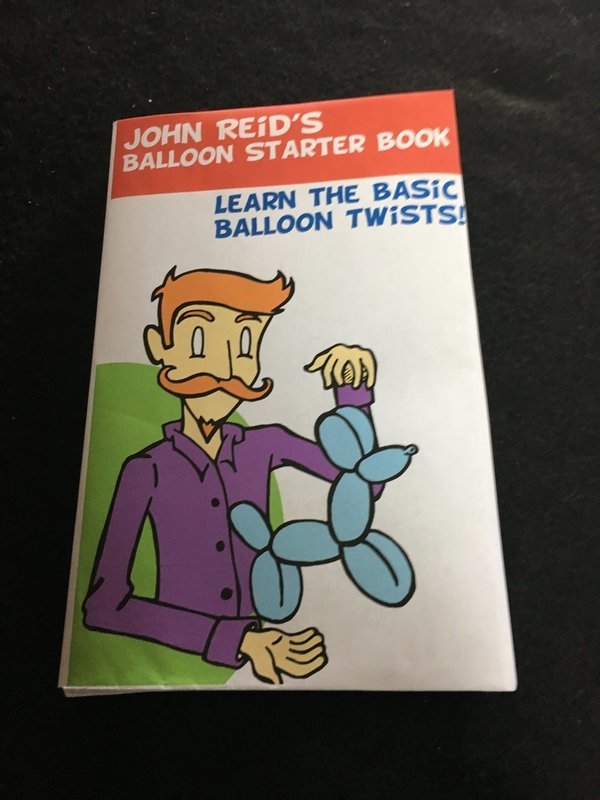 JOHN REiD'S
BALLOON STARTER BOOK
LEARN THE BASiC
BALLOON TWiSTS!